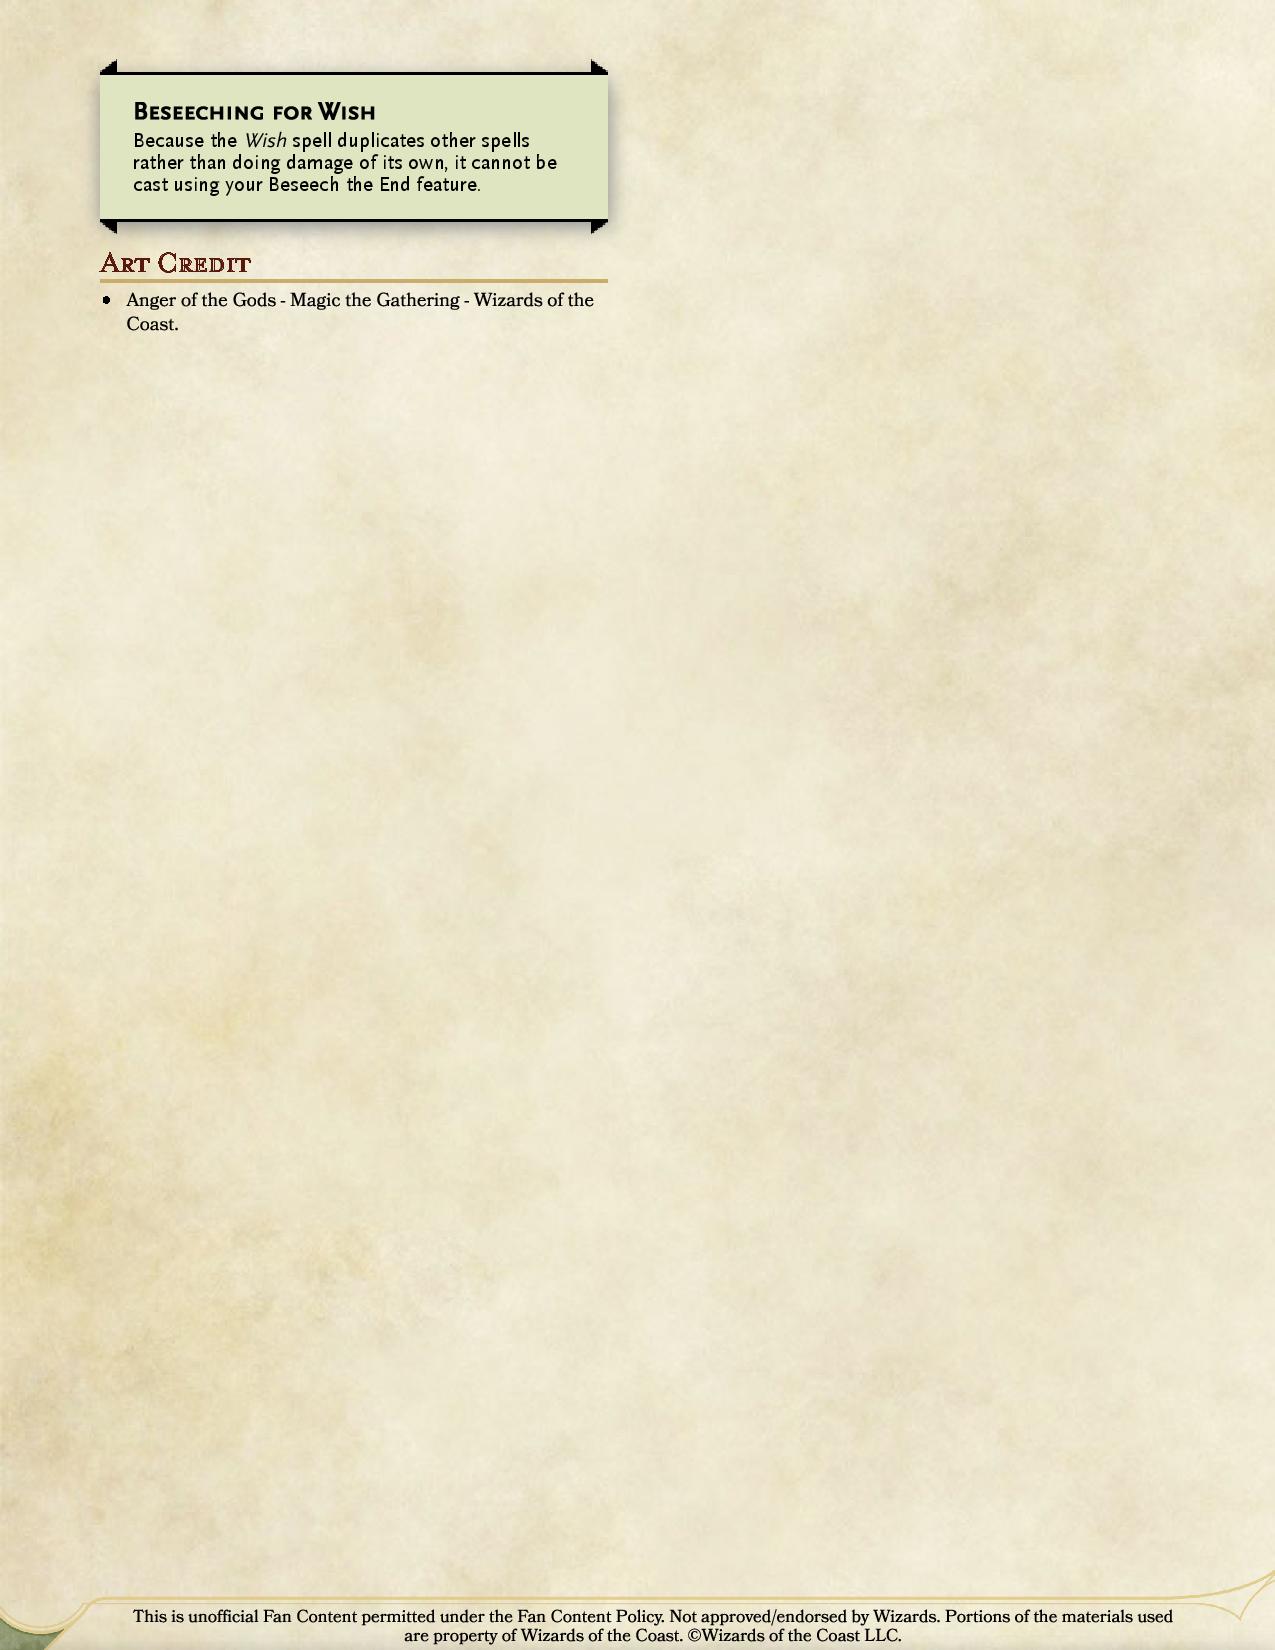 Beseeching for Wish
Because the Wish spell duplicates other spells
rather than doing damage of its own, it cannot be
cast using your Beseech the End feature.
Art Credit
• Anger of the Gods - Magic the Gathering - Wizards of the
Coast.
This is unofficial Fan Content permitted under the Fan Content Policy. Not approved/endorsed by Wizards. Portions of the materials used
are property of Wizards of the Coast. ©Wizards of the Coast LLC.